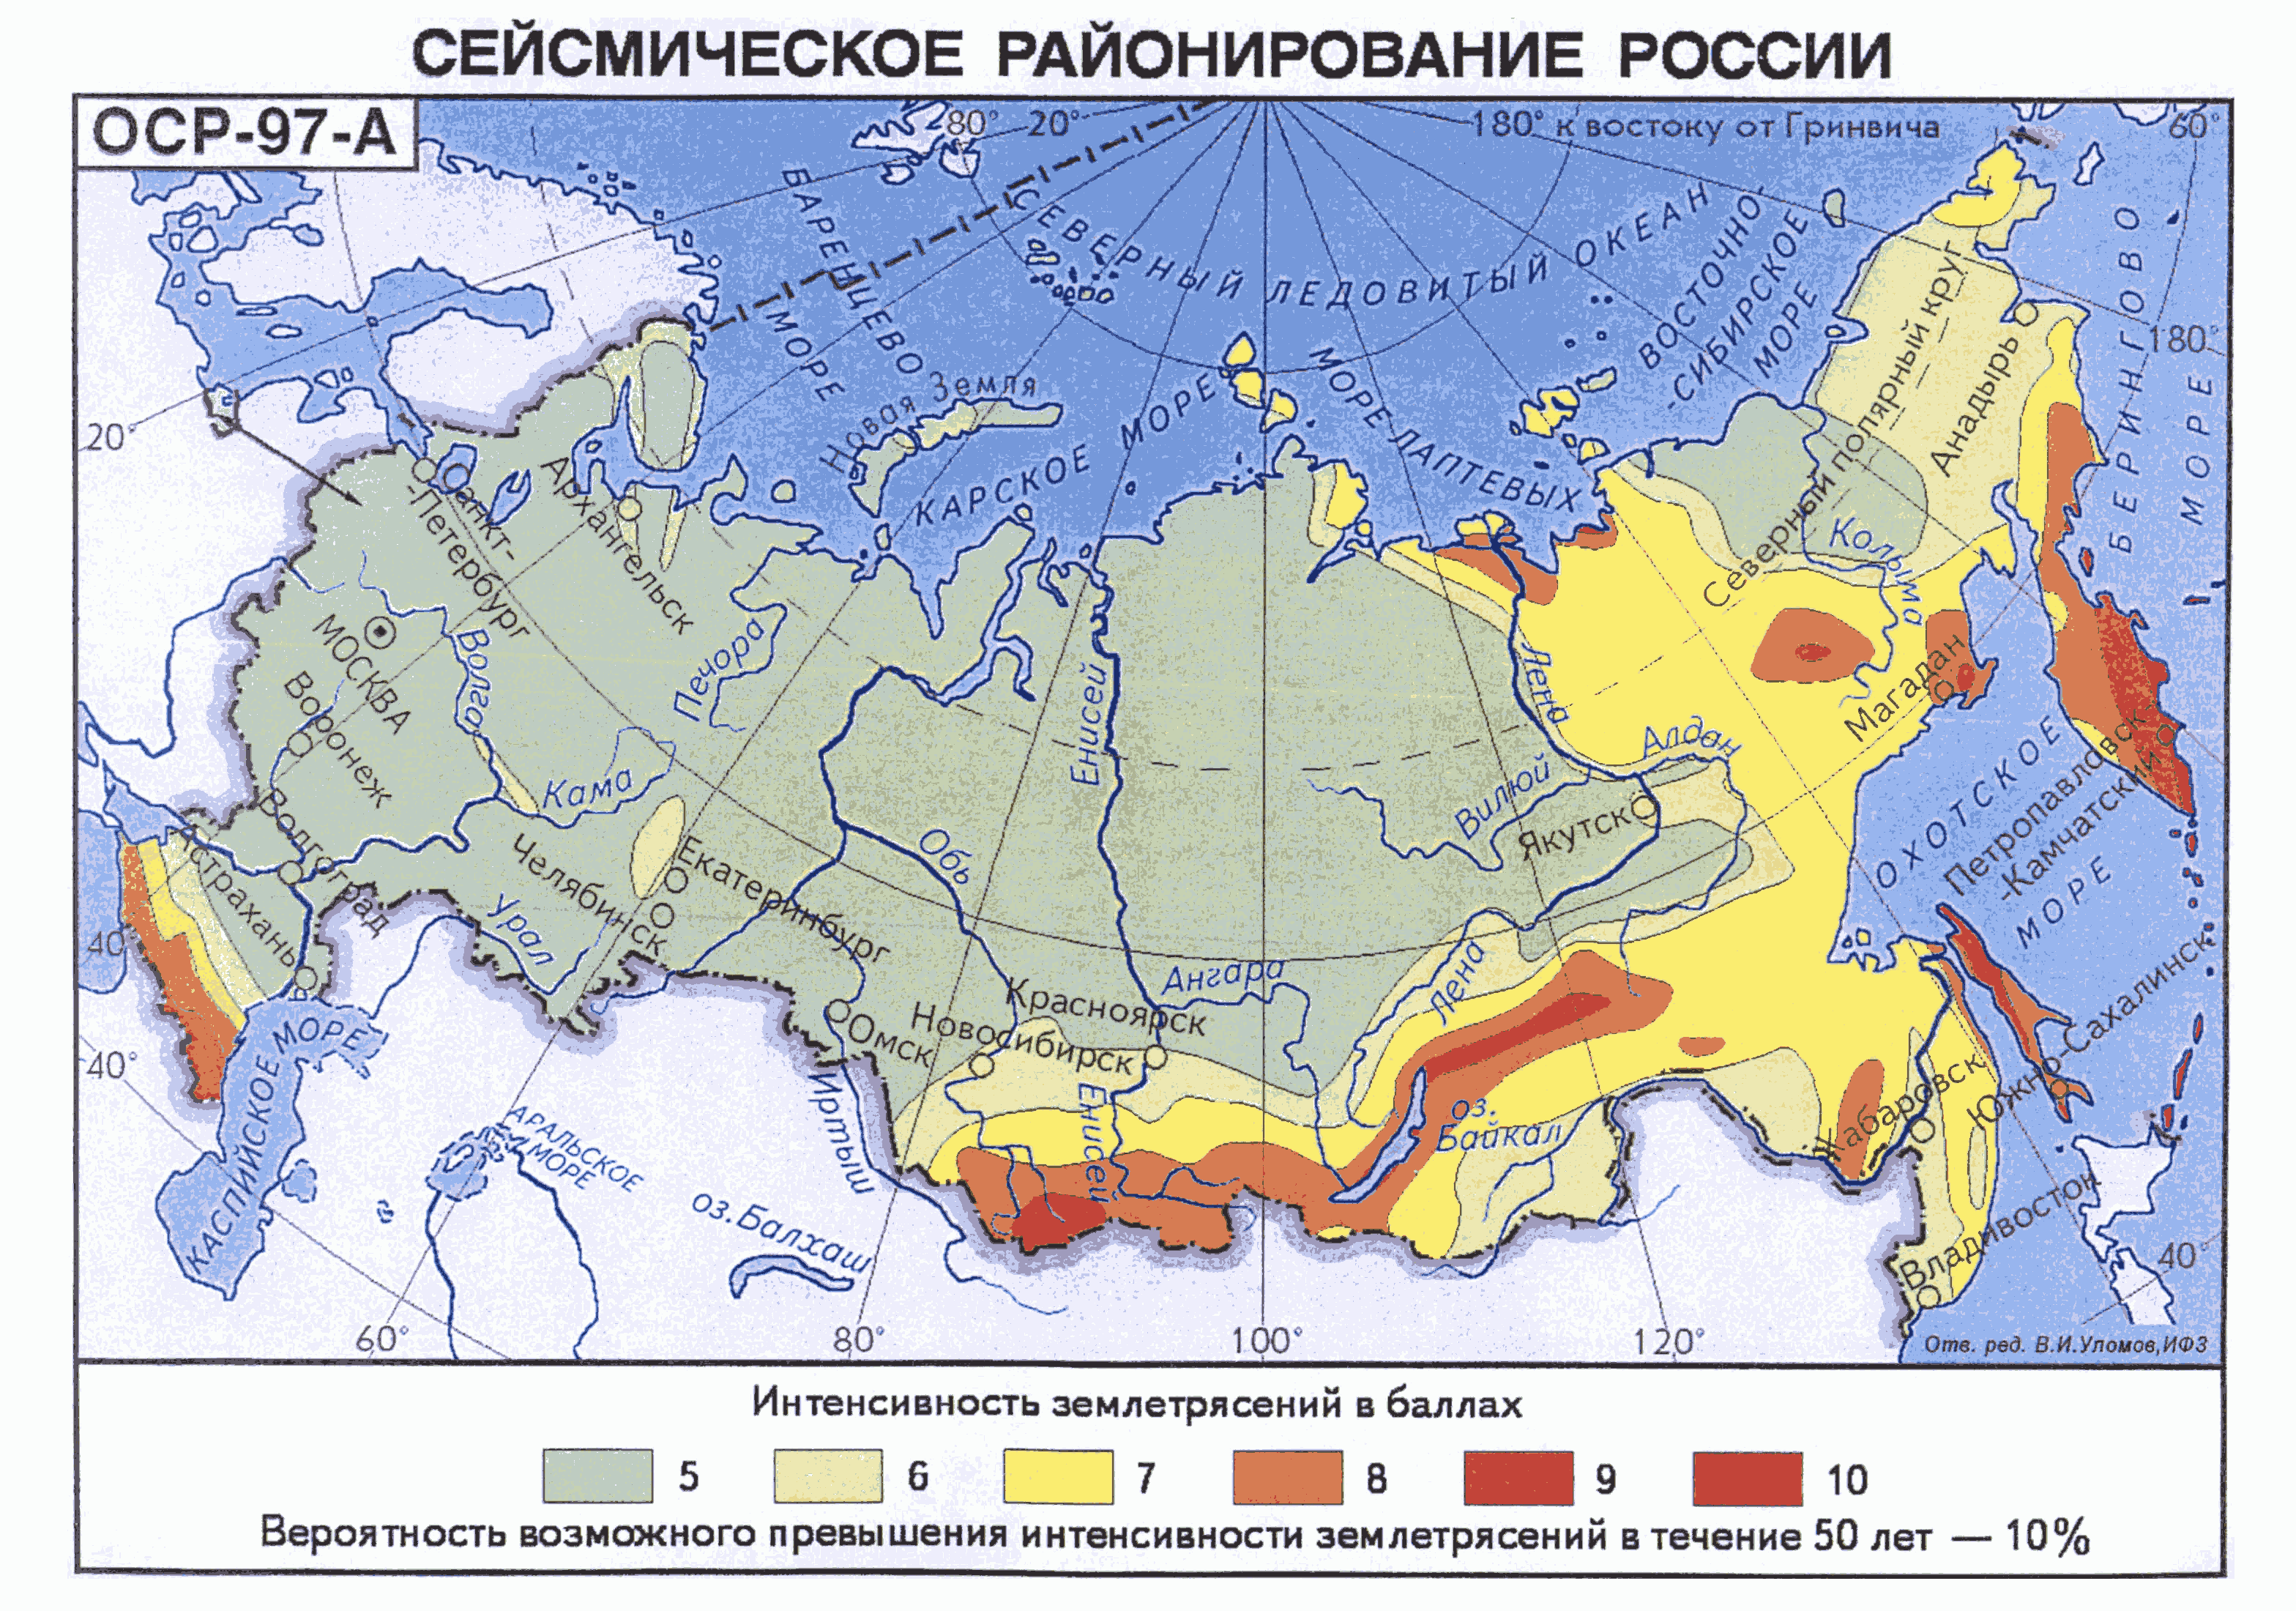 СЕЙСМИЧЕСКОЕ РАЙОНИРОВАНИЕ РОССИИ
ОСР-97-А
80°
20°
180° к востоку от Гринвича
60°
БАРЕНЦЕВО
МОРЕ
СЕВЕРНЫЙ ЛЕДОВИТЫЙ ОКЕАН
ВОСТОЧНО-
-СИБИРСКОЕ
МОРЕ
БЕРИНГОВО
МОРЕ
180°
20°
Новая Земля
КАРСКОЕ МОРЕ
МОРЕ ЛАПТЕВЫХ
Северный полярный круг
Анадырь
Колыма
Санкт-
-Петербург
Архангельск
МОСКВА
Волга
Печора
Воронеж
Кама
Енисей
Лена
Алдан
Магадан
Вилюй
Якутск
ОХОТСКОЕ
МОРЕ
Петропавловск-
-Камчатский
Волгоград
Астрахань
Челябинск
Екатеринбург
Урал
Обь
40°
Ангара
Лена
Красноярск
Новосибирск
Омск
Южно-Сахалинск
Хабаровск
40°
КАСПИЙСКОЕ МОРЕ
АРАЛЬСКОЕ
МОРЕ
Иртыш
Енисей
оз.
Байкал
оз.Балхаш
Владивосток
40°
60°
80°
100°
120°
Отв. ред. В.И.Уломов,ИФЗ
Интенсивность землетрясений в баллах
5 6 7 8 9 10
Вероятность возможного превышения интенсивности землетрясений в течение 50 лет — 10%